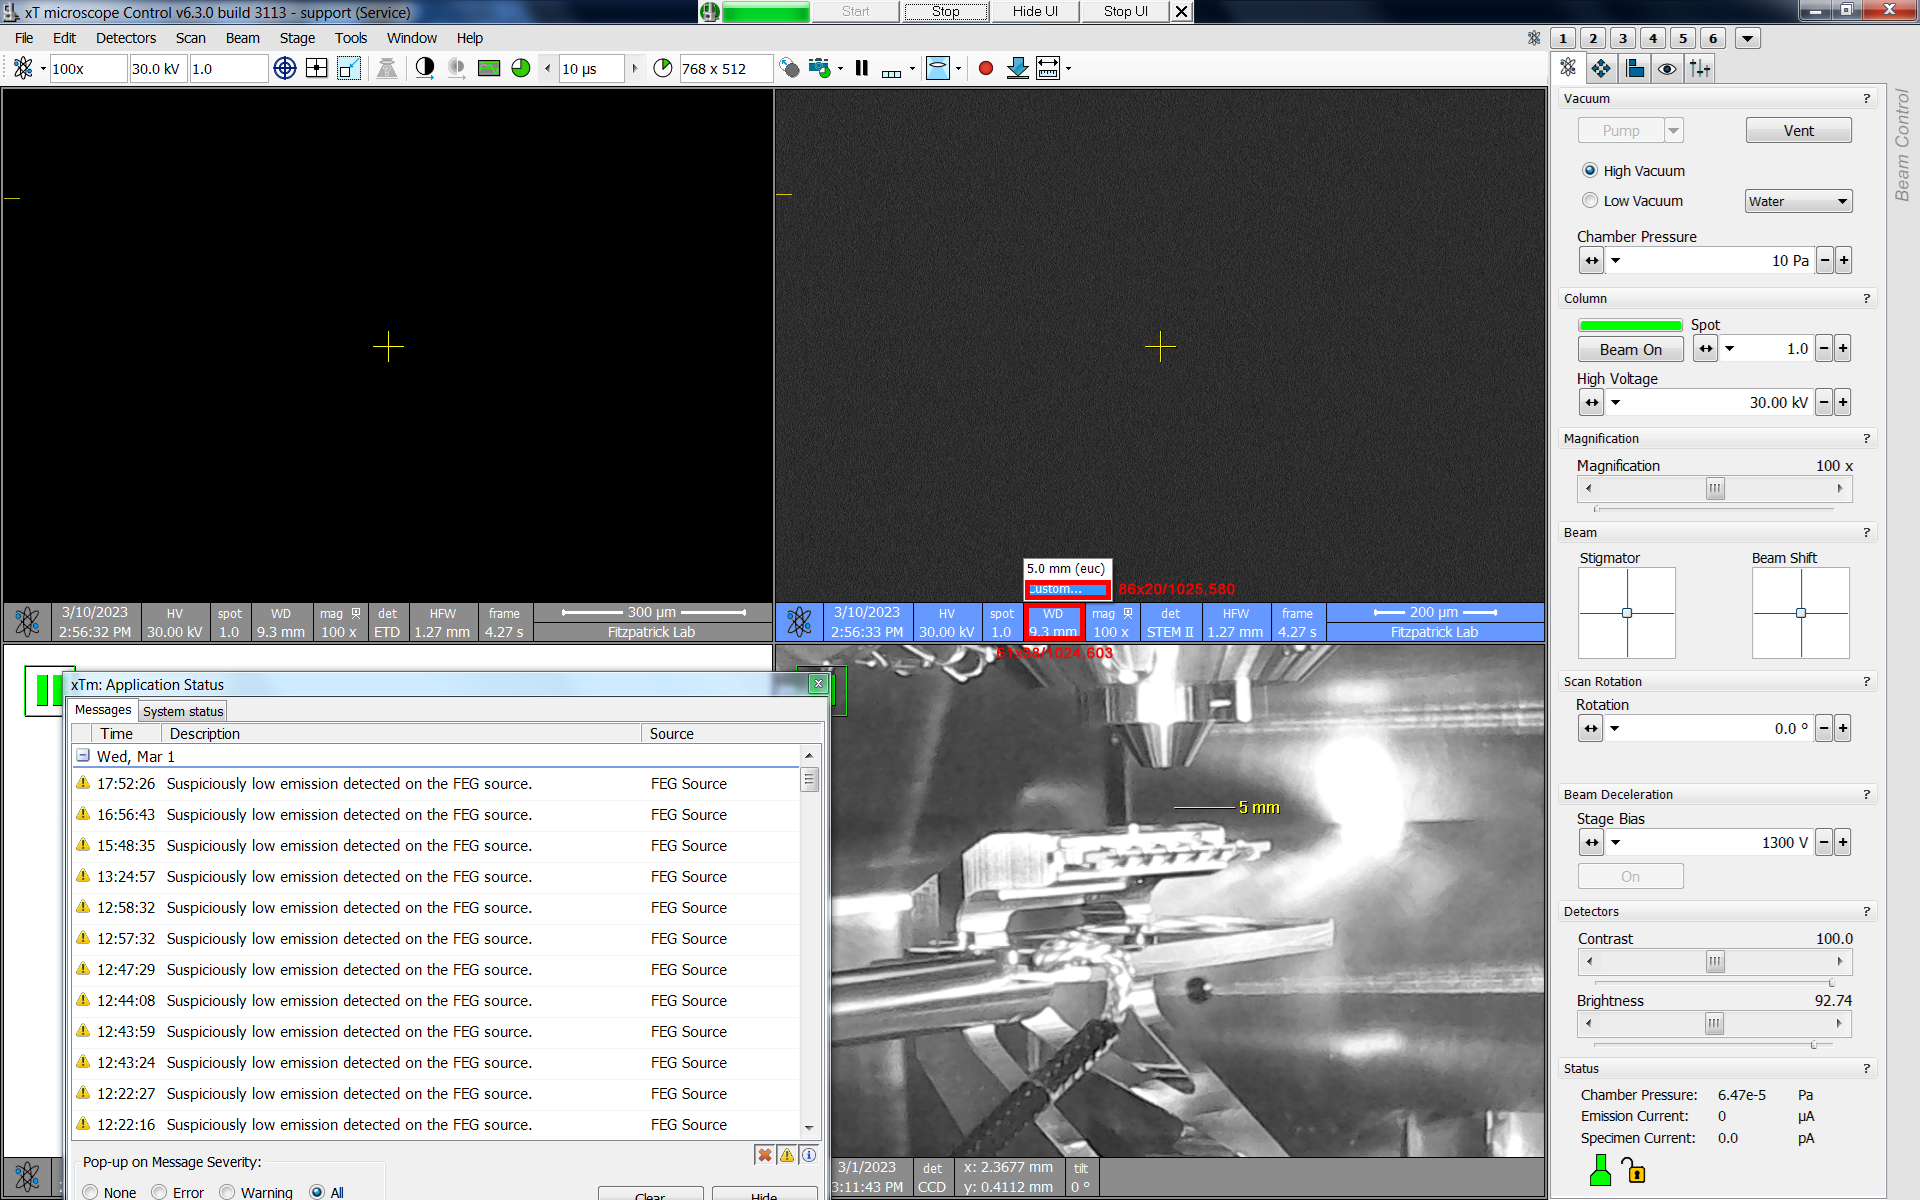 xT microscope Control v6.3.0 build 3113 - support (Service)
Start
Stop
Hide UI
Stop UI
File Edit Detectors Scan Beam Stage Tools Window Help
1 2 3 4 5 6
100x 30.0 kV 1.0 10 µs 768 x 512
Beam Control
Vacuum ?
Pump Vent
High Vacuum
Low Vacuum Water
Chamber Pressure
10 Pa
Column ?
Spot
Beam On 1.0
High Voltage
30.00 kV
Magnification ?
Magnification 100 x
Beam ?
Stigmator Beam Shift
Scan Rotation ?
Rotation
0.0 °
Beam Deceleration ?
Stage Bias
1300 V
On
Detectors ?
Contrast 100.0
Brightness 92.74
Status ?
Chamber Pressure: 6.47e-5 Pa
Emission Current: 0 µA
Specimen Current: 0.0 pA
3/10/2023 HV spot WD mag det HFW frame 300 µm
2:56:32 PM 30.00 kV 1.0 9.3 mm 100 x ETD 1.27 mm 4.27 s Fitzpatrick Lab
5.0 mm (euc)
Custom... 86x20/1025,580
3/10/2023 HV spot WD mag det HFW frame 200 µm
2:56:33 PM 30.00 kV 1.0 9.3 mm 100 x STEM II 1.27 mm 4.27 s Fitzpatrick Lab
61x38/1024,603
xTm: Application Status
Messages System status
Time Description Source
Wed, Mar 1
17:52:26 Suspiciously low emission detected on the FEG source. FEG Source
16:56:43 Suspiciously low emission detected on the FEG source. FEG Source
15:48:35 Suspiciously low emission detected on the FEG source. FEG Source
13:24:57 Suspiciously low emission detected on the FEG source. FEG Source
12:58:32 Suspiciously low emission detected on the FEG source. FEG Source
12:57:32 Suspiciously low emission detected on the FEG source. FEG Source
12:47:29 Suspiciously low emission detected on the FEG source. FEG Source
12:44:08 Suspiciously low emission detected on the FEG source. FEG Source
12:43:59 Suspiciously low emission detected on the FEG source. FEG Source
12:43:24 Suspiciously low emission detected on the FEG source. FEG Source
12:22:27 Suspiciously low emission detected on the FEG source. FEG Source
12:22:16 Suspiciously low emission detected on the FEG source. FEG Source
Pop-up on Message Severity:
None Error Warning All
Clear Hide
5 mm
3/1/2023 det x: 2.3677 mm tilt
3:11:43 PM CCD y: 0.4112 mm 0 °